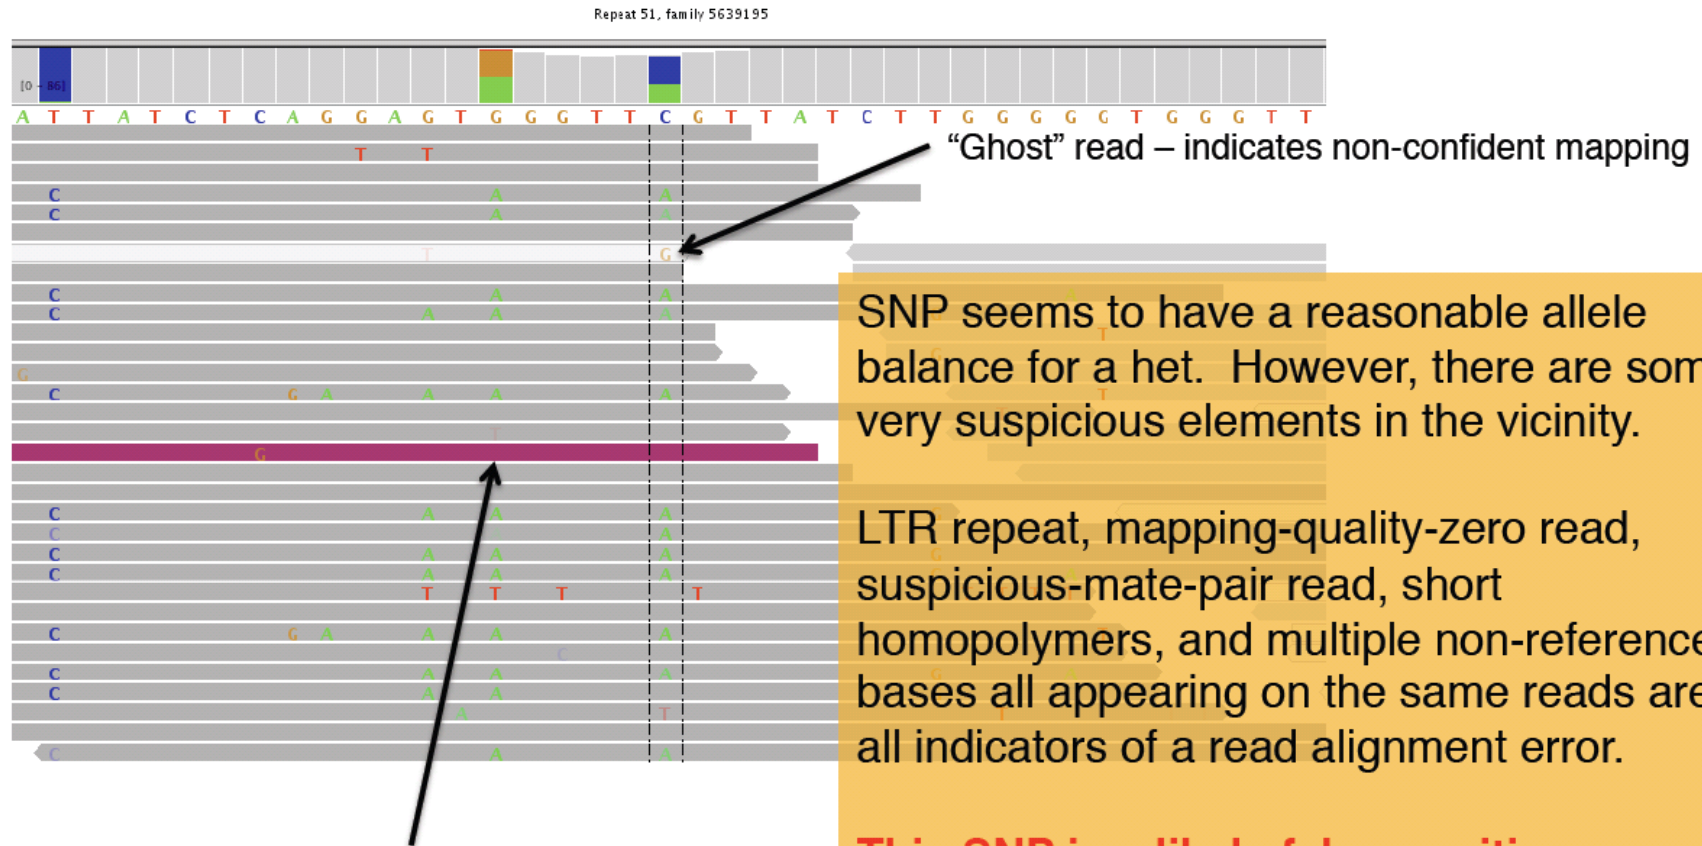 Repeat 51, family 5639195
[0 - 86]
A T T A T C T C A G G A G T G G G T T C G T T A T C T T G G G G G T G G G T T
“Ghost” read – indicates non-confident mapping
T T
C A A
C A A
T G
C A A
C A A A
G
C G A A A A
T
G
C A A A
C A
C A A A
C A A A
T T T T
C G A A A A
C
C A A A
C A A
A T
C A A
SNP seems to have a reasonable allele
balance for a het. However, there are som
very suspicious elements in the vicinity.
LTR repeat, mapping-quality-zero read,
suspicious-mate-pair read, short
homopolymers, and multiple non-reference
bases all appearing on the same reads are
all indicators of a read alignment error.